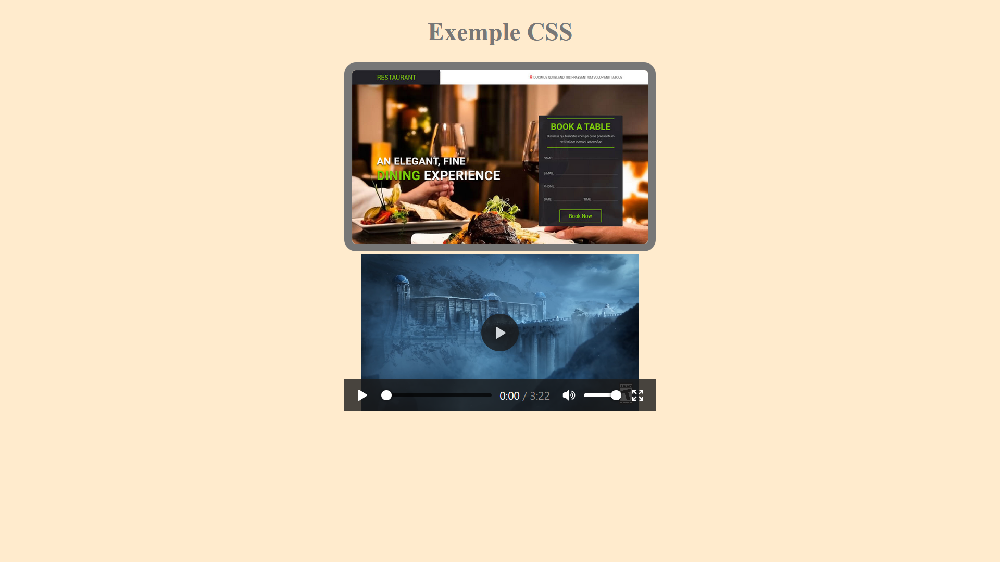 Exemple CSS
RESTAURANT
DUCIMUS QUI BLANDITIIS PRAESENTIUM VOLUP ENITI ATQUE
BOOK A TABLE
Ducimus qui blanditiis corrupti quos praesentium
eniti atque corrupti quosvolup
AN ELEGANT, FINE
DINING EXPERIENCE
NAME:
E-MAIL:
PHONE:
DATE: TIME:
Book Now
0:00 / 3:22
TEEN